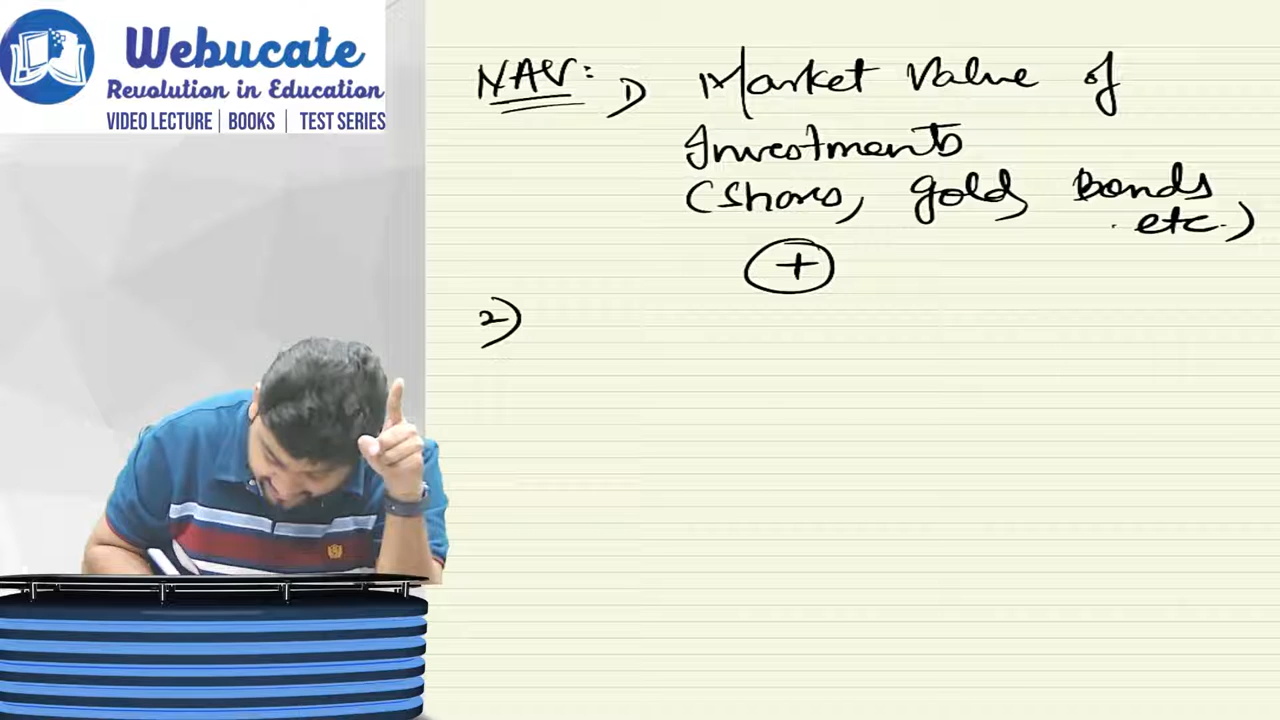 Webucate
Revolution in Education
VIDEO LECTURE | BOOKS | TEST SERIES
NAV: 1) Market Value of
Investments
(Shares, gold Bonds
etc.)
+
2)